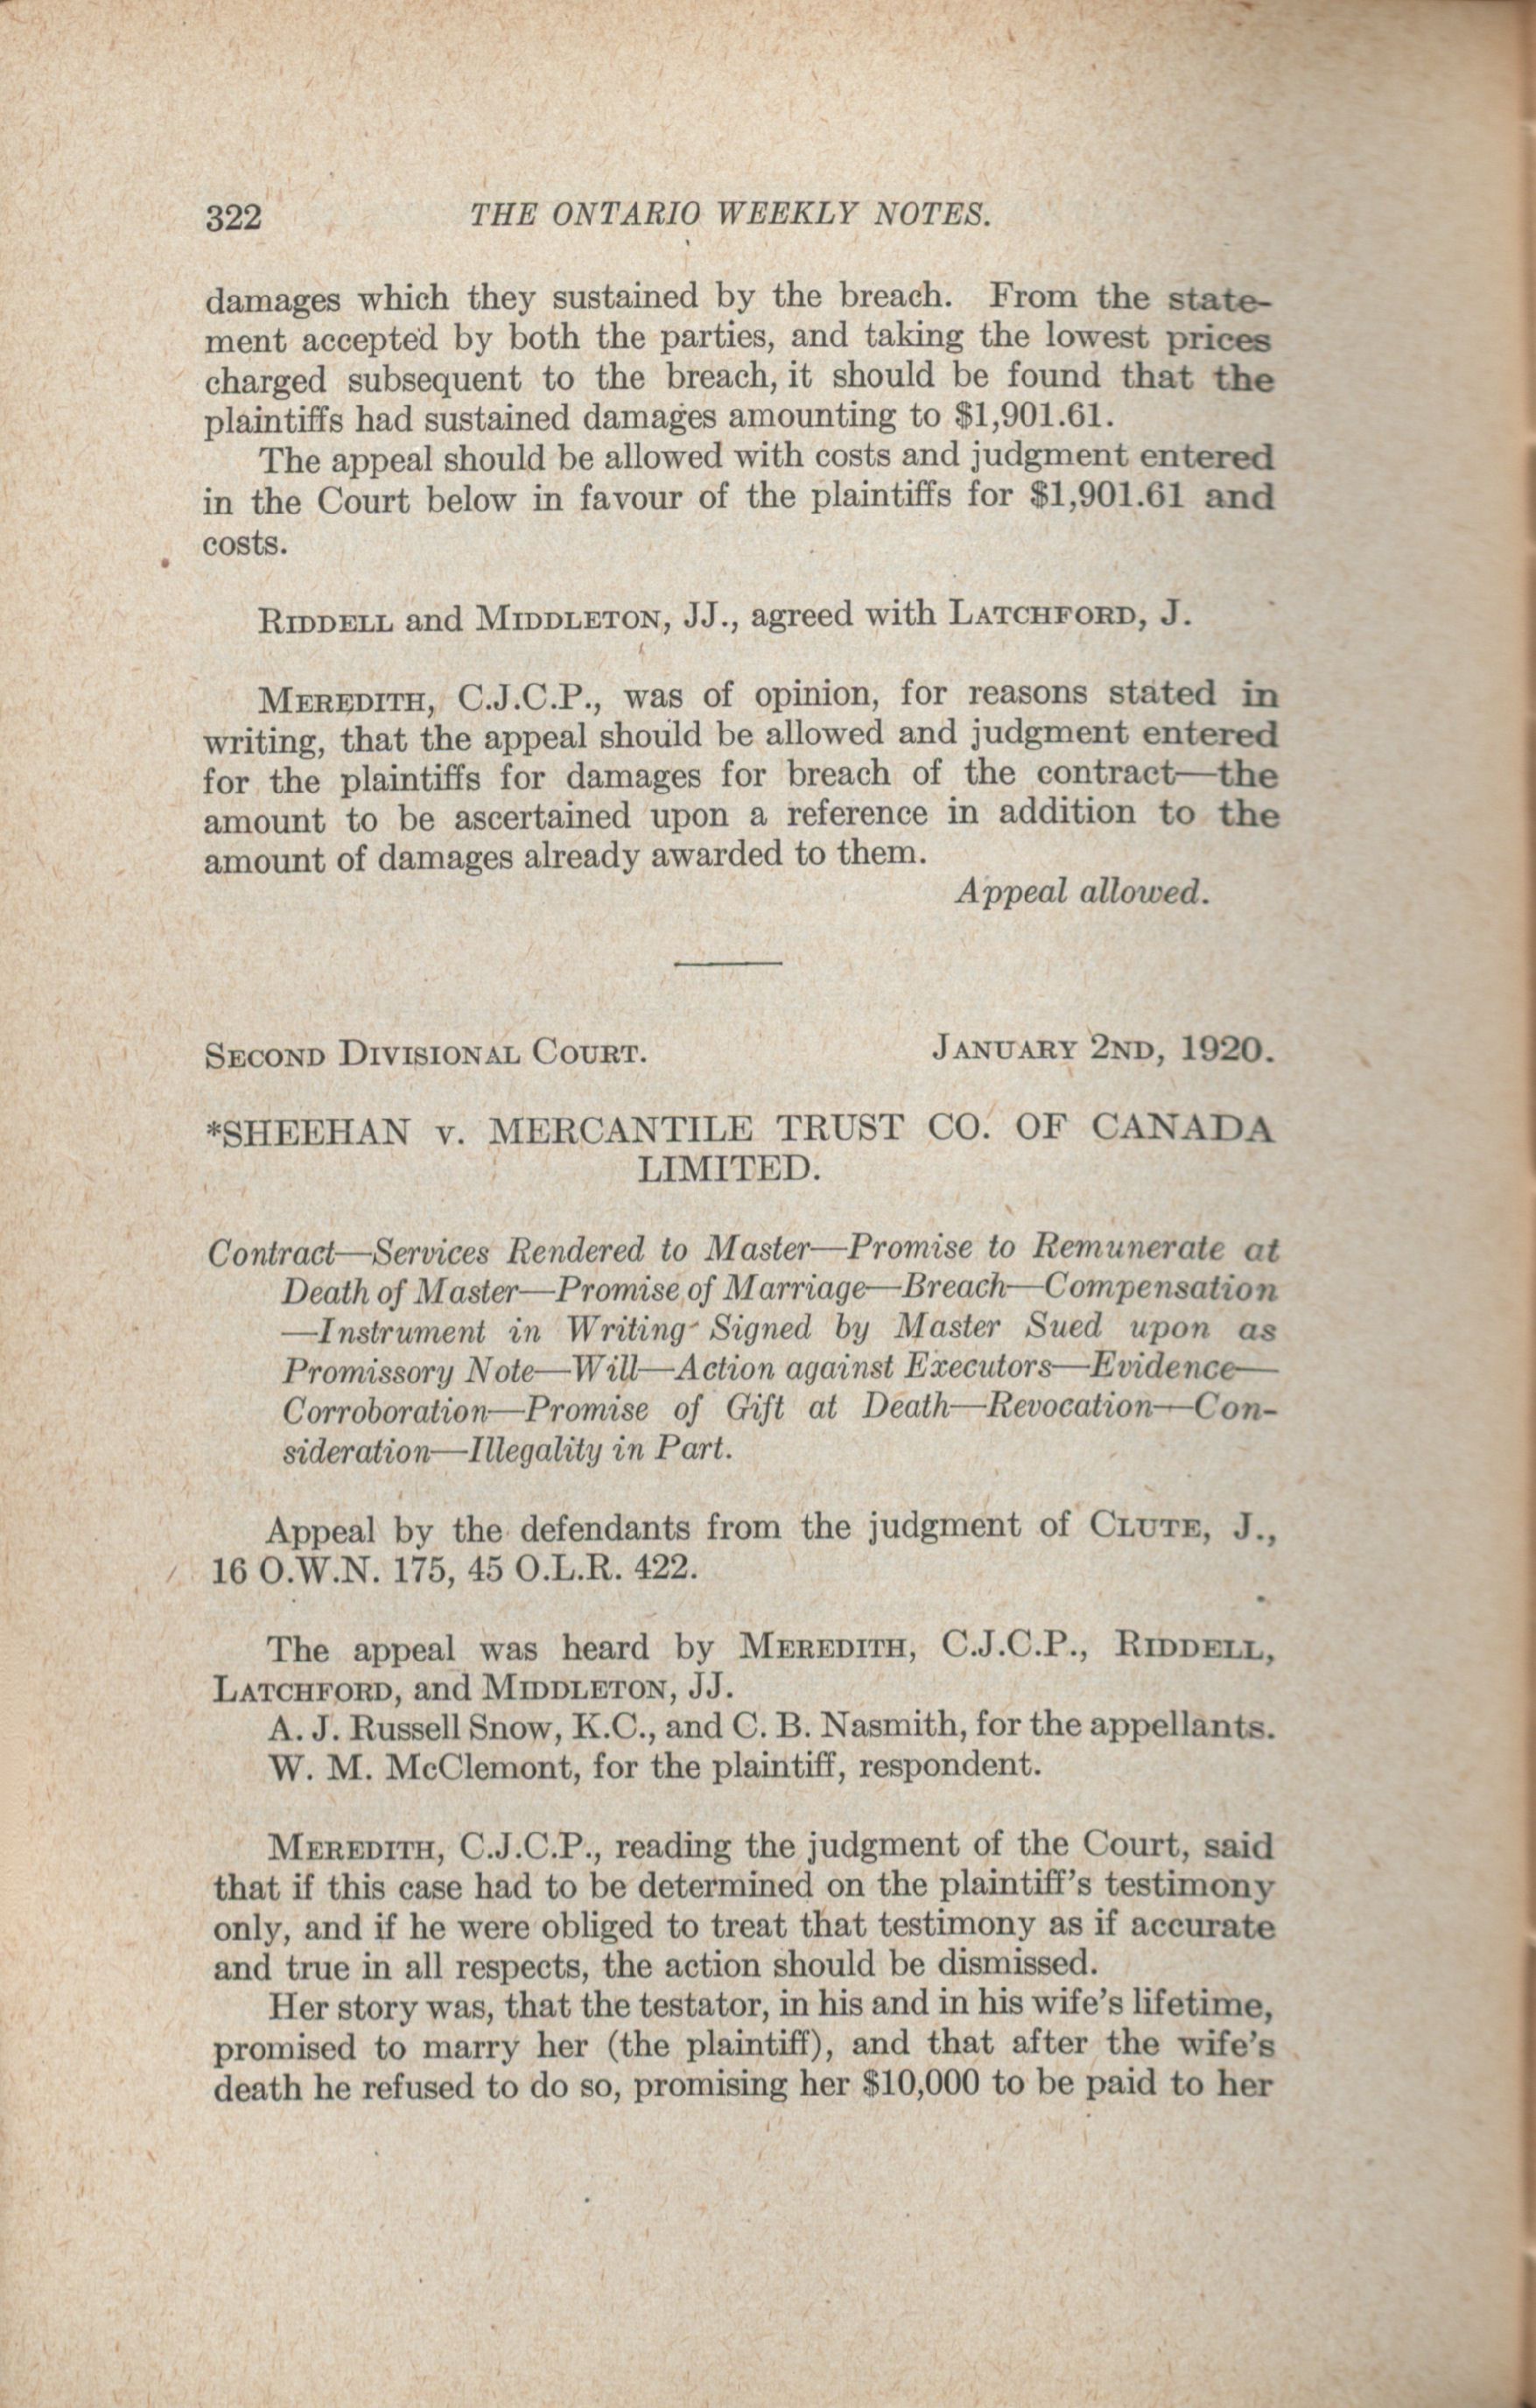 322 THE ONTARIO WEEKLY NOTES.
damages which they sustained by the breach. From the state-
ment accepted by both the parties, and taking the lowest prices
charged subsequent to the breach, it should be found that the
plaintiffs had sustained damages amounting to $1,901.61.
The appeal should be allowed with costs and judgment entered
in the Court below in favour of the plaintiffs for $1,901.61 and
costs.
RIDDELL and MIDDLETON, JJ., agreed with LATCHFORD, J.
MEREDITH, C.J.C.P., was of opinion, for reasons stated in
writing, that the appeal should be allowed and judgment entered
for the plaintiffs for damages for breach of the contract—the
amount to be ascertained upon a reference in addition to the
amount of damages already awarded to them.
Appeal allowed.
SECOND DIVISIONAL COURT. JANUARY 2ND, 1920.
*SHEEHAN v. MERCANTILE TRUST CO. OF CANADA
LIMITED.
Contract—Services Rendered to Master—Promise to Remunerate at
Death of Master—Promise of Marriage—Breach—Compensation
—Instrument in Writing Signed by Master Sued upon as
Promissory Note—Will—Action against Executors—Evidence—
Corroboration—Promise of Gift at Death—Revocation—Con-
sideration—Illegality in Part.
Appeal by the defendants from the judgment of CLUTE, J.,
16 O.W.N. 175, 45 O.L.R. 422.
The appeal was heard by MEREDITH, C.J.C.P., RIDDELL,
LATCHFORD, and MIDDLETON, JJ.
A. J. Russell Snow, K.C., and C. B. Nasmith, for the appellants.
W. M. McClemont, for the plaintiff, respondent.
MEREDITH, C.J.C.P., reading the judgment of the Court, said
that if this case had to be determined on the plaintiff's testimony
only, and if he were obliged to treat that testimony as if accurate
and true in all respects, the action should be dismissed.
Her story was, that the testator, in his and in his wife's lifetime,
promised to marry her (the plaintiff), and that after the wife's
death he refused to do so, promising her $10,000 to be paid to her